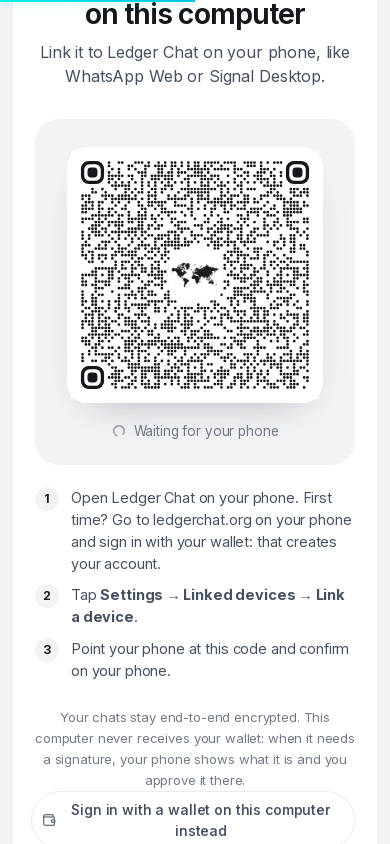 on this computer
Link it to Ledger Chat on your phone, like
WhatsApp Web or Signal Desktop.
Waiting for your phone
1 Open Ledger Chat on your phone. First
time? Go to ledgerchat.org on your phone
and sign in with your wallet: that creates
your account.
2 Tap Settings → Linked devices → Link
a device.
3 Point your phone at this code and confirm
on your phone.
Your chats stay end-to-end encrypted. This
computer never receives your wallet: when it needs
a signature, your phone shows what it is and you
approve it there.
Sign in with a wallet on this computer
instead